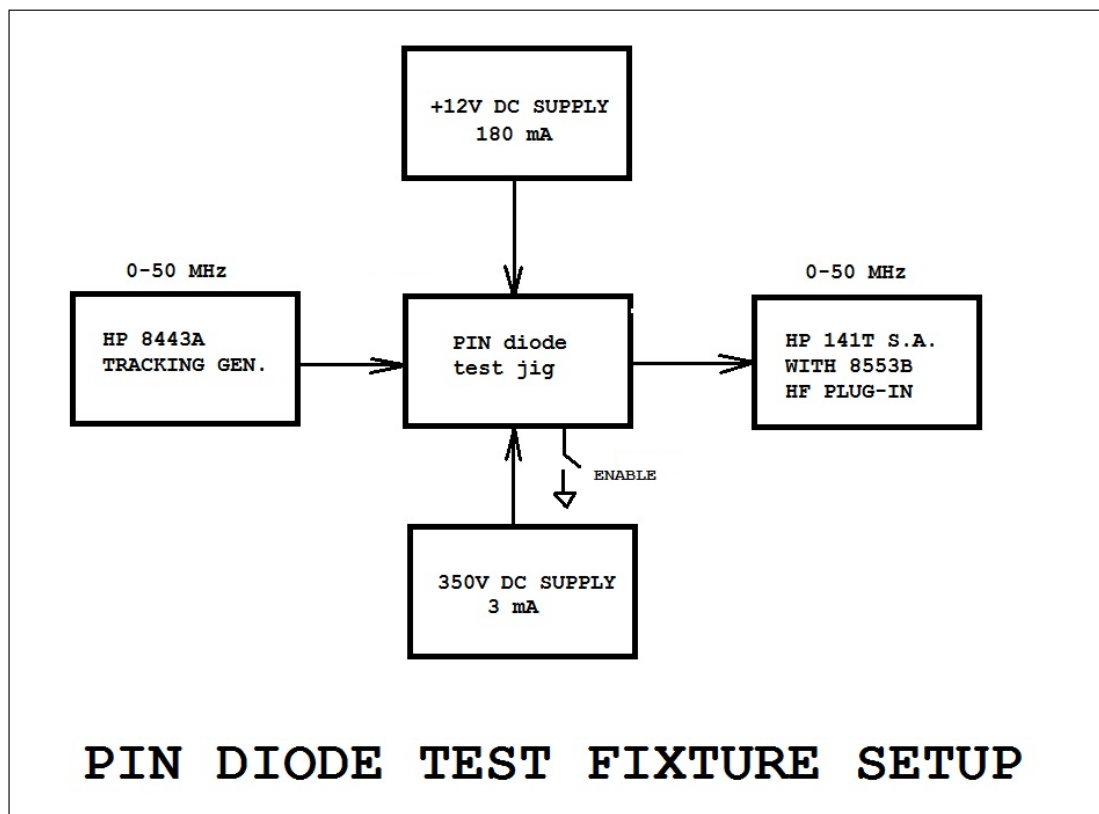 +12V DC SUPPLY
180 mA
0-50 MHz
HP 8443A
TRACKING GEN.
PIN diode
test jig
0-50 MHz
HP 141T S.A.
WITH 8553B
HF PLUG-IN
ENABLE
350V DC SUPPLY
3 mA
PIN DIODE TEST FIXTURE SETUP